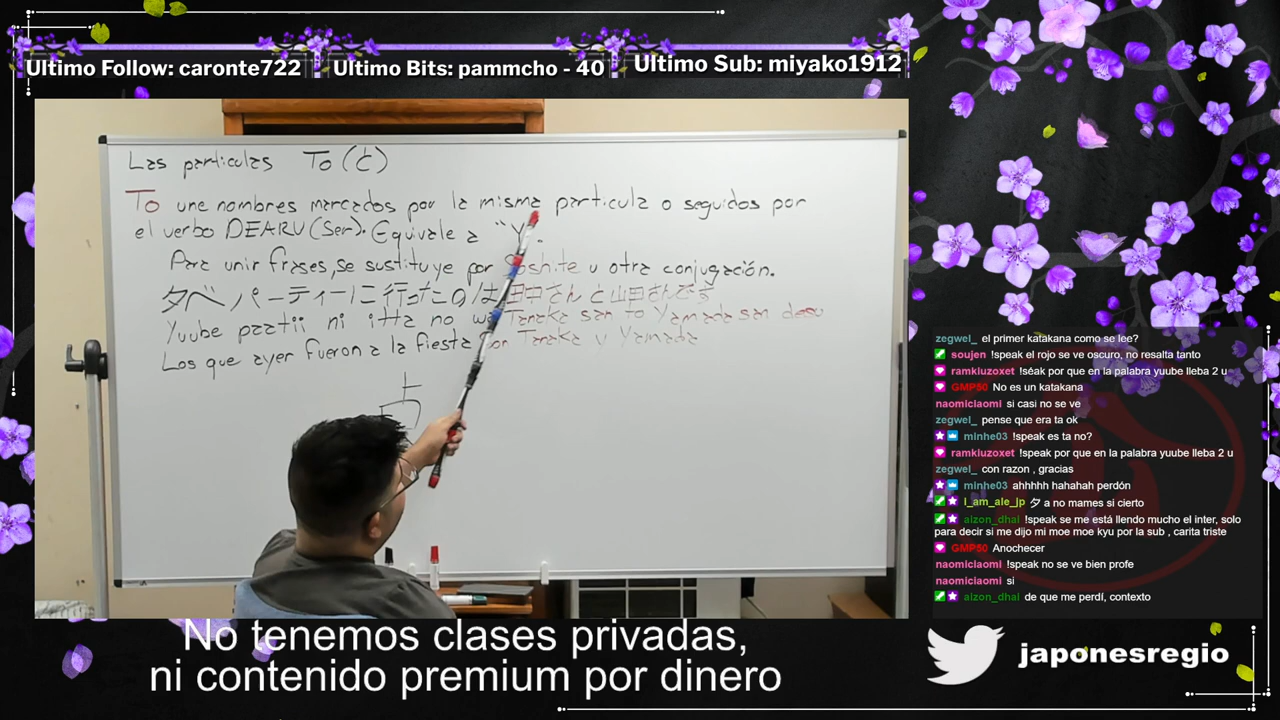 Ultimo Follow: caronte722
Ultimo Bits: pammcho - 40
Ultimo Sub: miyako1912
Las particulas To (と)
To une nombres marcados por la misma particula o seguidos por
el verbo DEARU (Ser). Equivale a "Y".
Para unir frases, se sustituye por Soshite u otra conjugación.
夕べ パーティーに行ったのは田中さんと山田さんです
Yuube paatii ni itta no wa Tanaka san to Yamada san desu
Los que ayer fueron a la fiesta son Tanaka y Yamada
zegwel_ el primer katakana como se lee?
soujen !speak el rojo se ve oscuro, no resalta tanto
ramkiuzoxet !séak por que en la palabra yuube lleba 2 u
GMP50 No es un katakana
naomiciaomi si casi no se ve
zegwel_ pense que era ta ok
minhe03 !speak es ta no?
ramkiuzoxet !speak por que en la palabra yuube lleba 2 u
zegwel_ con razon , gracias
minhe03 ahhhhh hahahah perdón
I_am_ale_jp 夕 a no mames si cierto
aizon_dhai !speak se me está llendo mucho el inter, solo
para decir si me dijo mi moe moe kyu por la sub , carita triste
GMP50 Anochecer
naomiciaomi !speak no se ve bien profe
naomiciaomi si
aizon_dhai de que me perdí, contexto
No tenemos clases privadas,
ni contenido premium por dinero
japonesregio